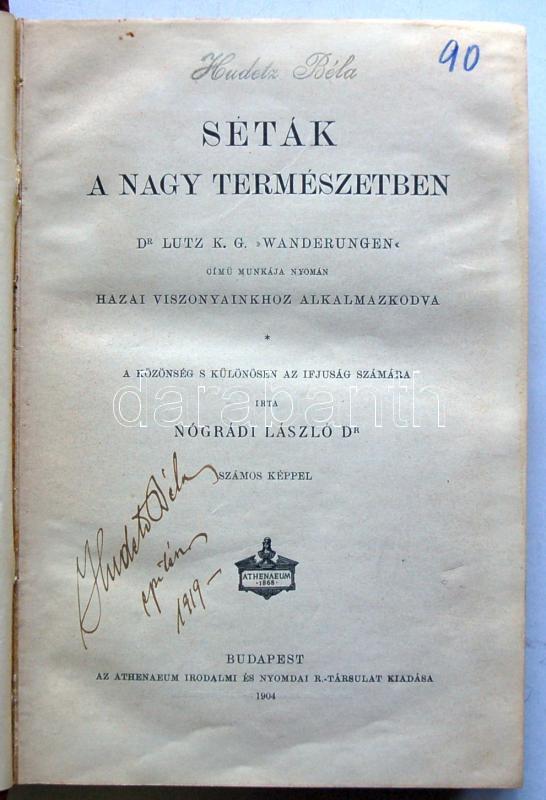 90
Hudetz Béla
SÉTÁK
A NAGY TERMÉSZETBEN
DR LUTZ K. G. »WANDERUNGEN«
CÍMŰ MUNKÁJA NYOMÁN
HAZAI VISZONYAINKHOZ ALKALMAZKODVA
*
A KÖZÖNSÉG S KÜLÖNÖSEN AZ IFJUSÁG SZÁMÁRA
darabanth
IRTA
NÓGRÁDI LÁSZLÓ DR
SZÁMOS KÉPPEL
Hudetz Béla
1919-
ATHENAEUM
·1868·
BUDAPEST
AZ ATHENAEUM IRODALMI ÉS NYOMDAI R.-TÁRSULAT KIADÁSA
1904